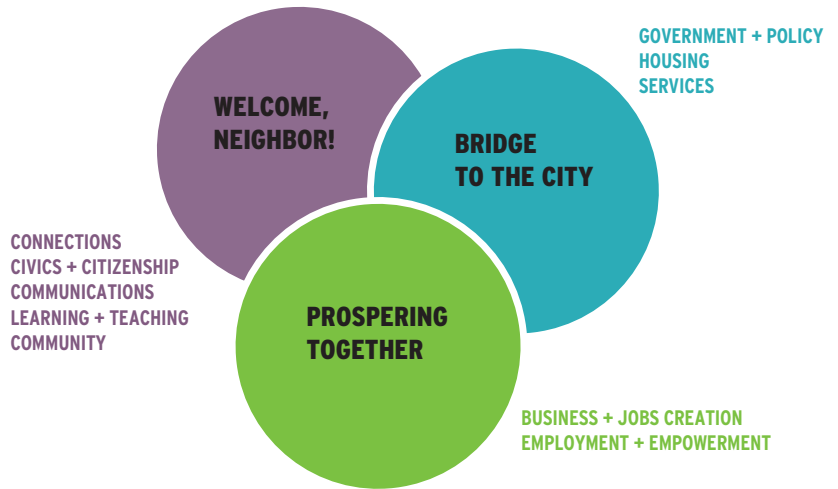 WELCOME,
NEIGHBOR!
CONNECTIONS
CIVICS + CITIZENSHIP
COMMUNICATIONS
LEARNING + TEACHING
COMMUNITY
BRIDGE
TO THE CITY
GOVERNMENT + POLICY
HOUSING
SERVICES
PROSPERING
TOGETHER
BUSINESS + JOBS CREATION
EMPLOYMENT + EMPOWERMENT